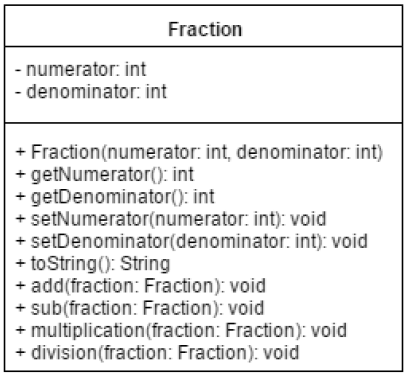 Fraction
- numerator: int
- denominator: int
+ Fraction(numerator: int, denominator: int)
+ getNumerator(): int
+ getDenominator(): int
+ setNumerator(numerator: int): void
+ setDenominator(denominator: int): void
+ toString(): String
+ add(fraction: Fraction): void
+ sub(fraction: Fraction): void
+ multiplication(fraction: Fraction): void
+ division(fraction: Fraction): void